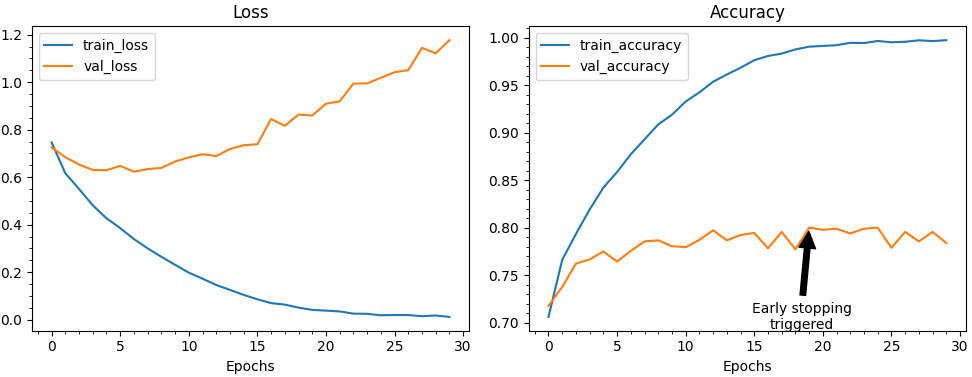 Loss
1.2
1.0
0.8
0.6
0.4
0.2
0.0
train_loss
val_loss
0 5 10 15 20 25 30
Epochs
Accuracy
1.00
0.95
0.90
0.85
0.80
0.75
0.70
train_accuracy
val_accuracy
Early stopping
triggered
0 5 10 15 20 25 30
Epochs